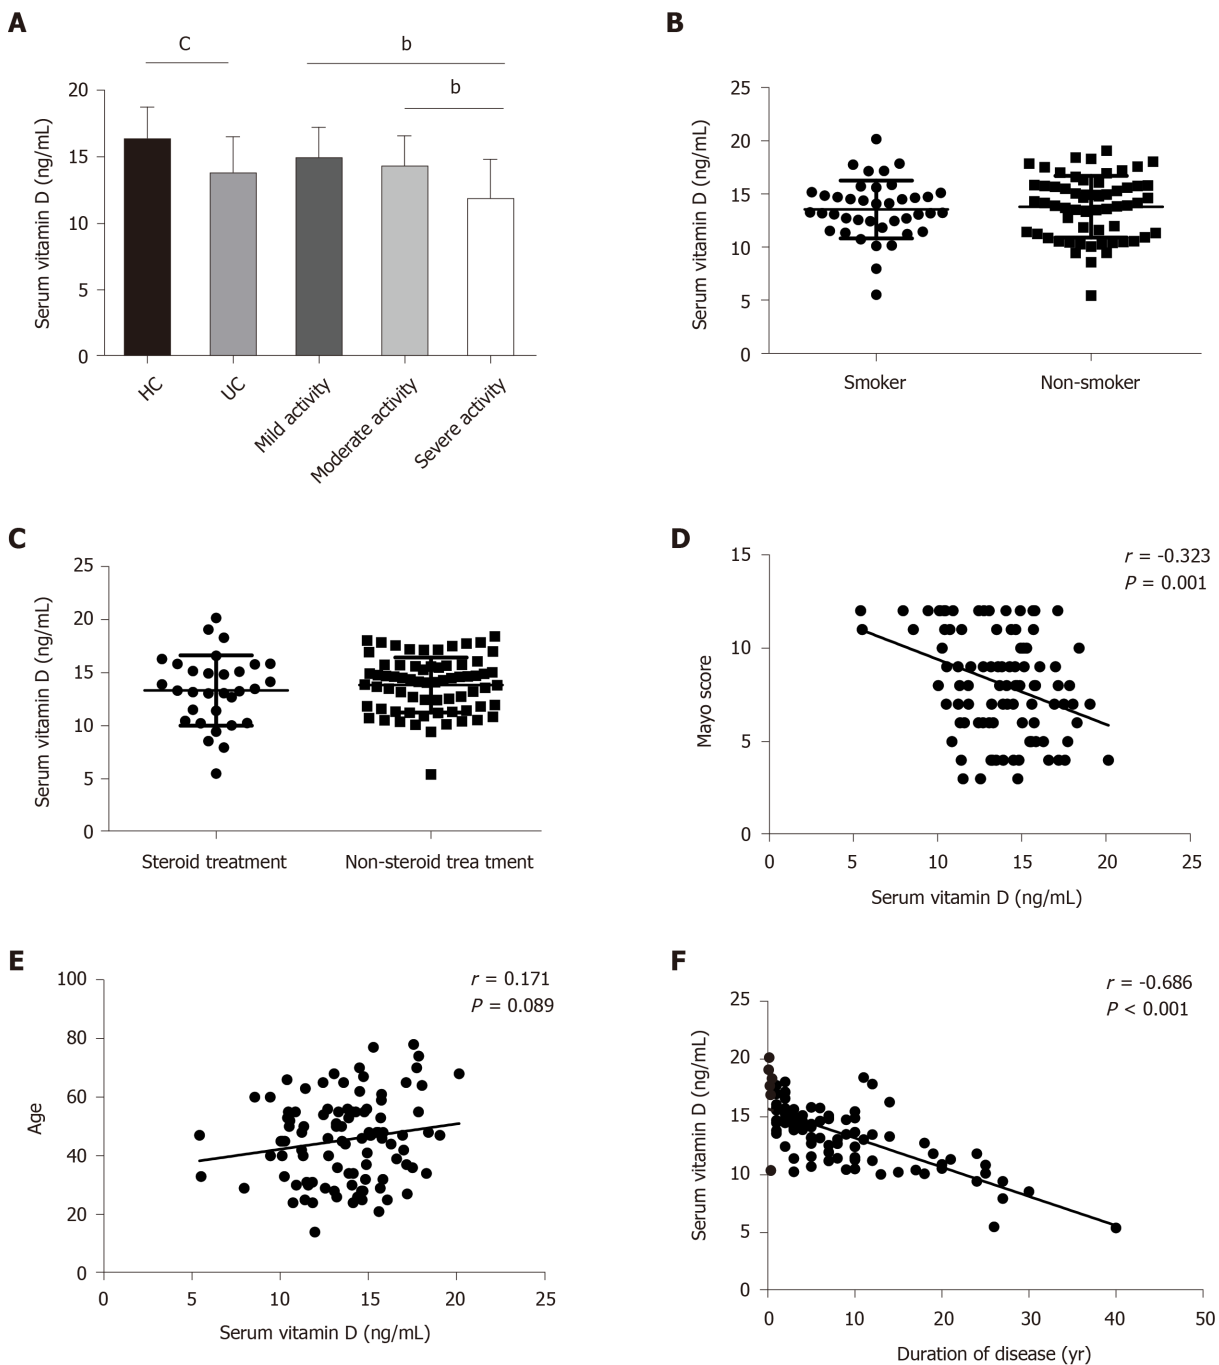 A
C
b
b
Serum vitamin D (ng/mL)
20
15
10
5
0
HC
UC
Mild activity
Moderate activity
Severe activity
B
Serum vitamin D (ng/mL)
25
20
15
10
5
0
Smoker
Non-smoker
C
Serum vitamin D (ng/mL)
25
20
15
10
5
0
Steroid treatment
Non-steroid trea tment
D
r = -0.323
P = 0.001
Mayo score
15
10
5
0
0
5
10
15
20
25
Serum vitamin D (ng/mL)
E
r = 0.171
P = 0.089
Age
100
80
60
40
20
0
0
5
10
15
20
25
Serum vitamin D (ng/mL)
F
r = -0.686
P < 0.001
Serum vitamin D (ng/mL)
25
20
15
10
5
0
0
10
20
30
40
50
Duration of disease (yr)